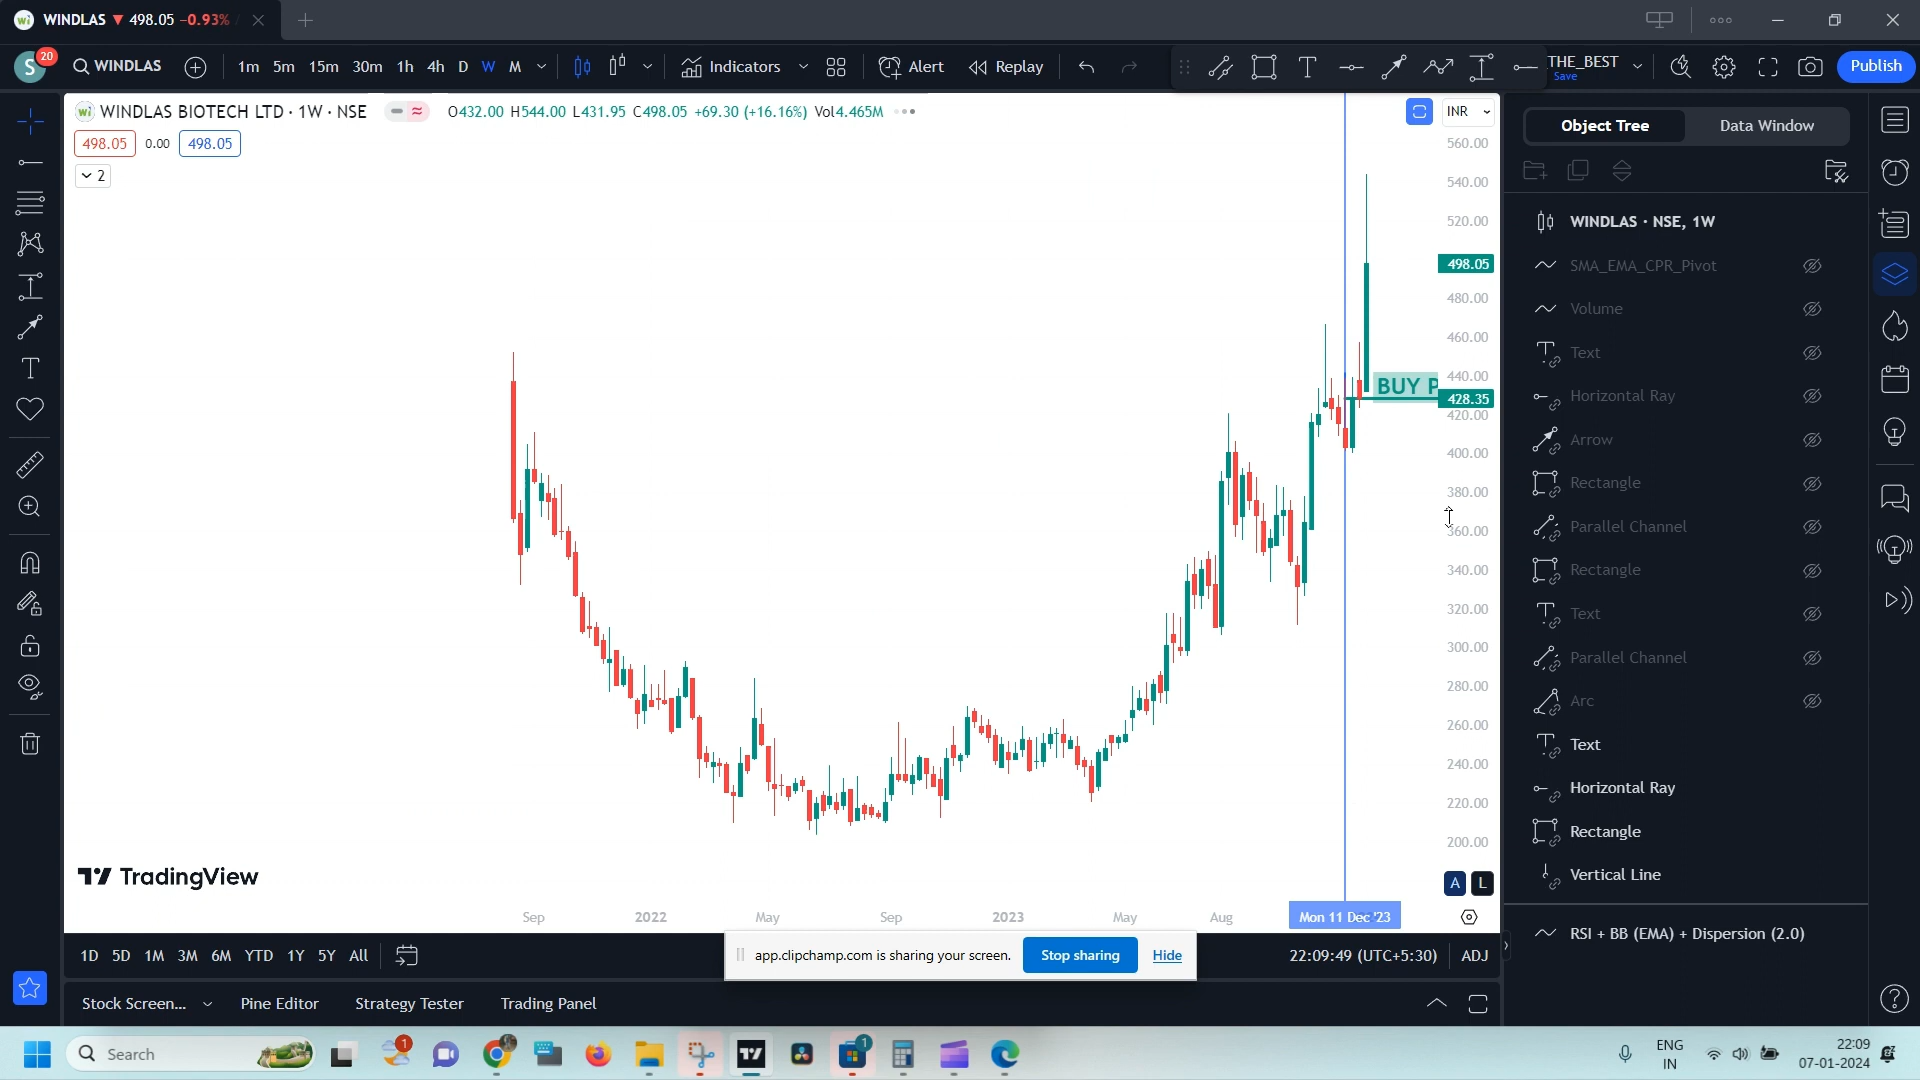 WINDLAS ▼ 498.05 -0.93% /
S 20 WINDLAS 1m 5m 15m 30m 1h 4h D W M Indicators Alert Replay THE_BEST Save Publish
WINDLAS BIOTECH LTD · 1W · NSE O432.00 H544.00 L431.95 C498.05 +69.30 (+16.16%) Vol4.465M
INR
498.05 0.00 498.05
2
560.00
540.00
520.00
498.05
480.00
460.00
440.00
BUY P
428.35
420.00
400.00
380.00
360.00
340.00
320.00
300.00
280.00
260.00
240.00
220.00
200.00
A L
TradingView
Sep 2022 May Sep 2023 May Aug Mon 11 Dec '23
Object Tree Data Window
WINDLAS · NSE, 1W
SMA_EMA_CPR_Pivot
Volume
Text
Horizontal Ray
Arrow
Rectangle
Parallel Channel
Rectangle
Text
Parallel Channel
Arc
Text
Horizontal Ray
Rectangle
Vertical Line
RSI + BB (EMA) + Dispersion (2.0)
1D 5D 1M 3M 6M YTD 1Y 5Y All
app.clipchamp.com is sharing your screen. Stop sharing Hide
22:09:49 (UTC+5:30) ADJ
Stock Screen... Pine Editor Strategy Tester Trading Panel
Search
1
1
ENG
IN
22:09
07-01-2024